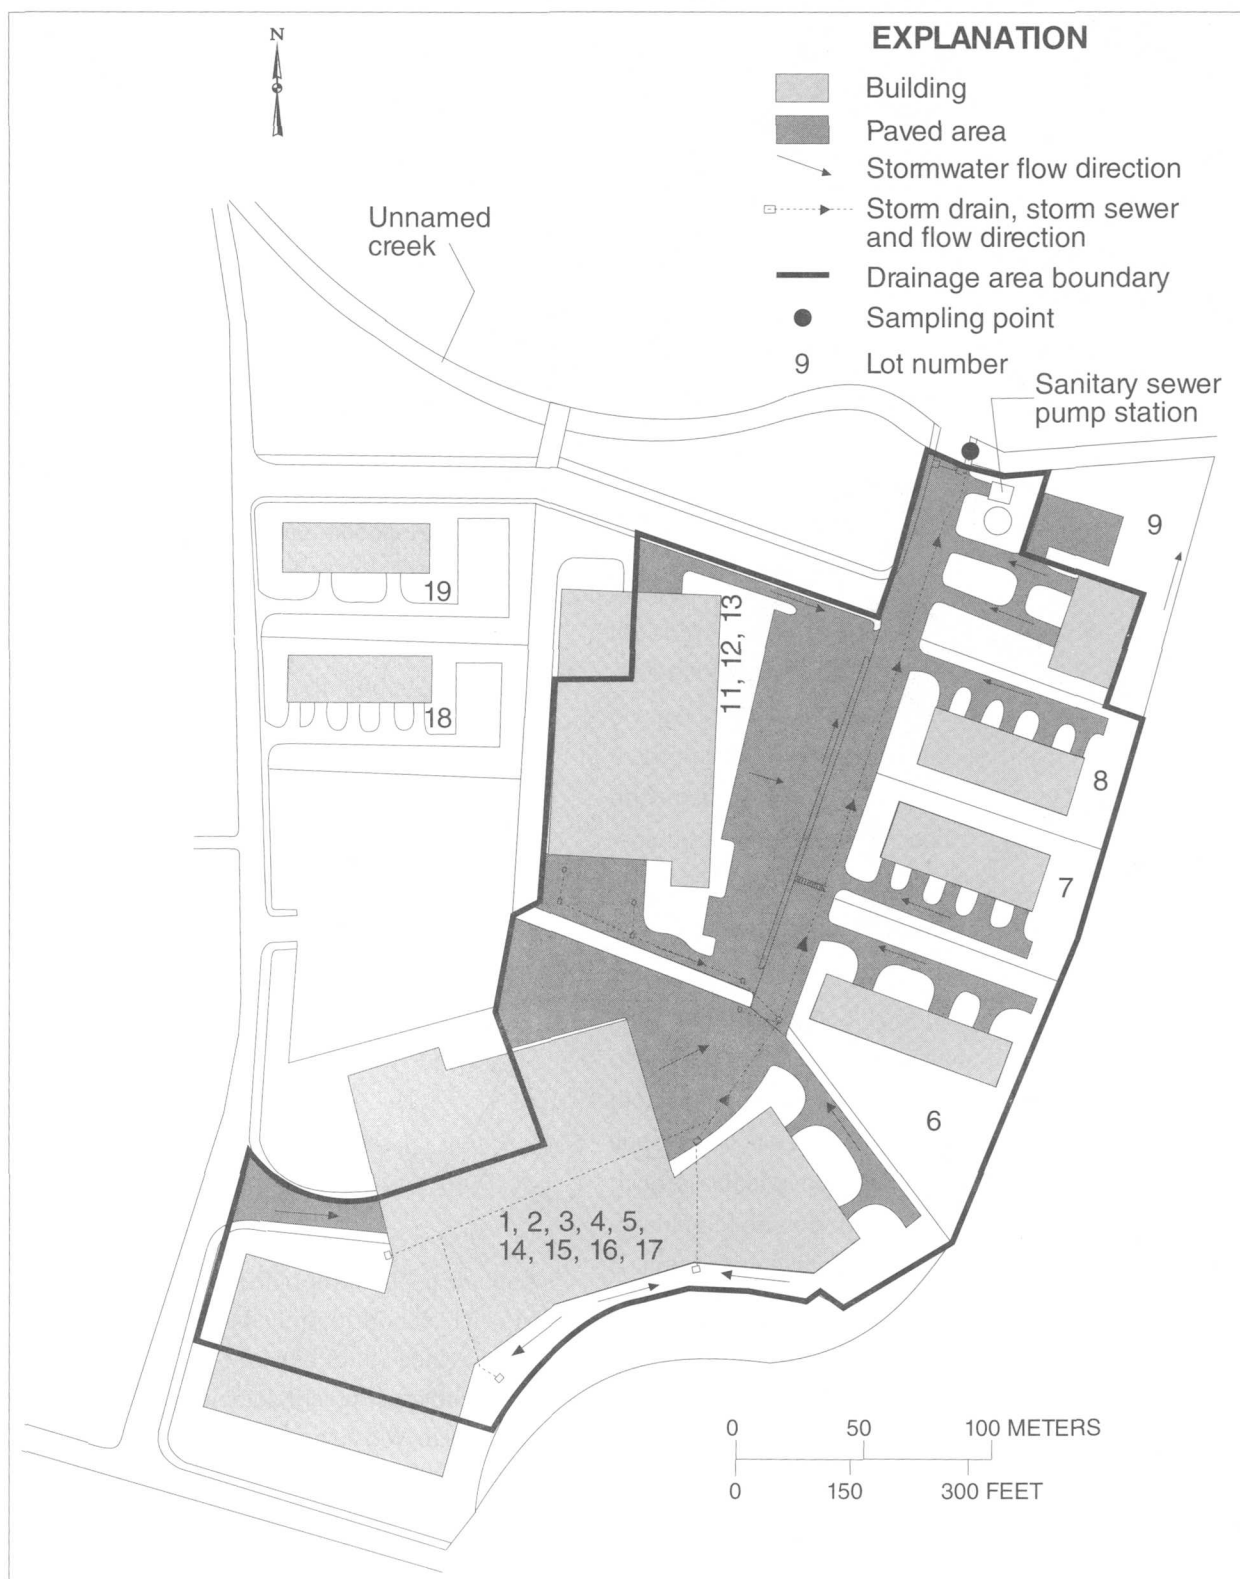 N
EXPLANATION
Building
Paved area
Stormwater flow direction
Storm drain, storm sewer
and flow direction
Drainage area boundary
Sampling point
9 Lot number
Unnamed
creek
Sanitary sewer
pump station
9
19
11, 12, 13
18
8
7
6
1, 2, 3, 4, 5,
14, 15, 16, 17
0 50 100 METERS
0 150 300 FEET